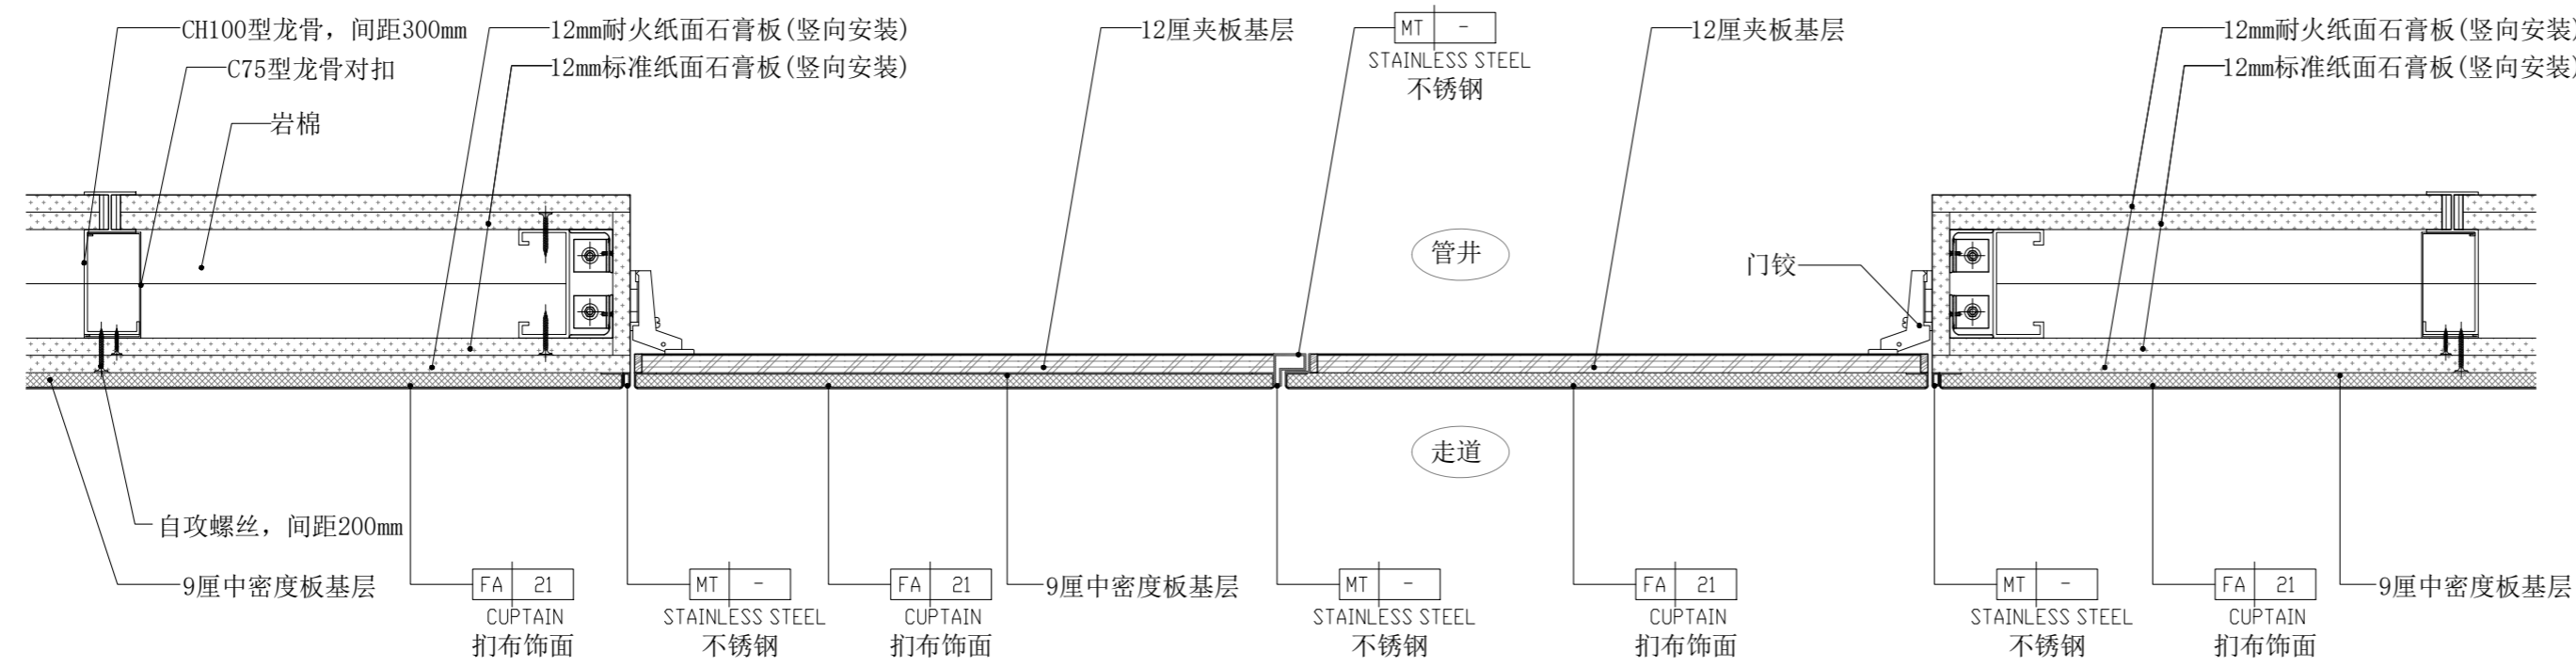 CH100型龙骨，间距300mm
C75型龙骨对扣
岩棉
12mm耐火纸面石膏板(竖向安装)
12mm标准纸面石膏板(竖向安装)
12厘夹板基层
MT -
STAINLESS STEEL
不锈钢
12厘夹板基层
12mm耐火纸面石膏板(竖向安装)
12mm标准纸面石膏板(竖向安装)
管井
门铰
走道
自攻螺丝，间距200mm
9厘中密度板基层
FA 21
CUPTAIN
扪布饰面
MT -
STAINLESS STEEL
不锈钢
FA 21
CUPTAIN
扪布饰面
9厘中密度板基层
MT -
STAINLESS STEEL
不锈钢
FA 21
CUPTAIN
扪布饰面
MT -
STAINLESS STEEL
不锈钢
FA 21
CUPTAIN
扪布饰面
9厘中密度板基层